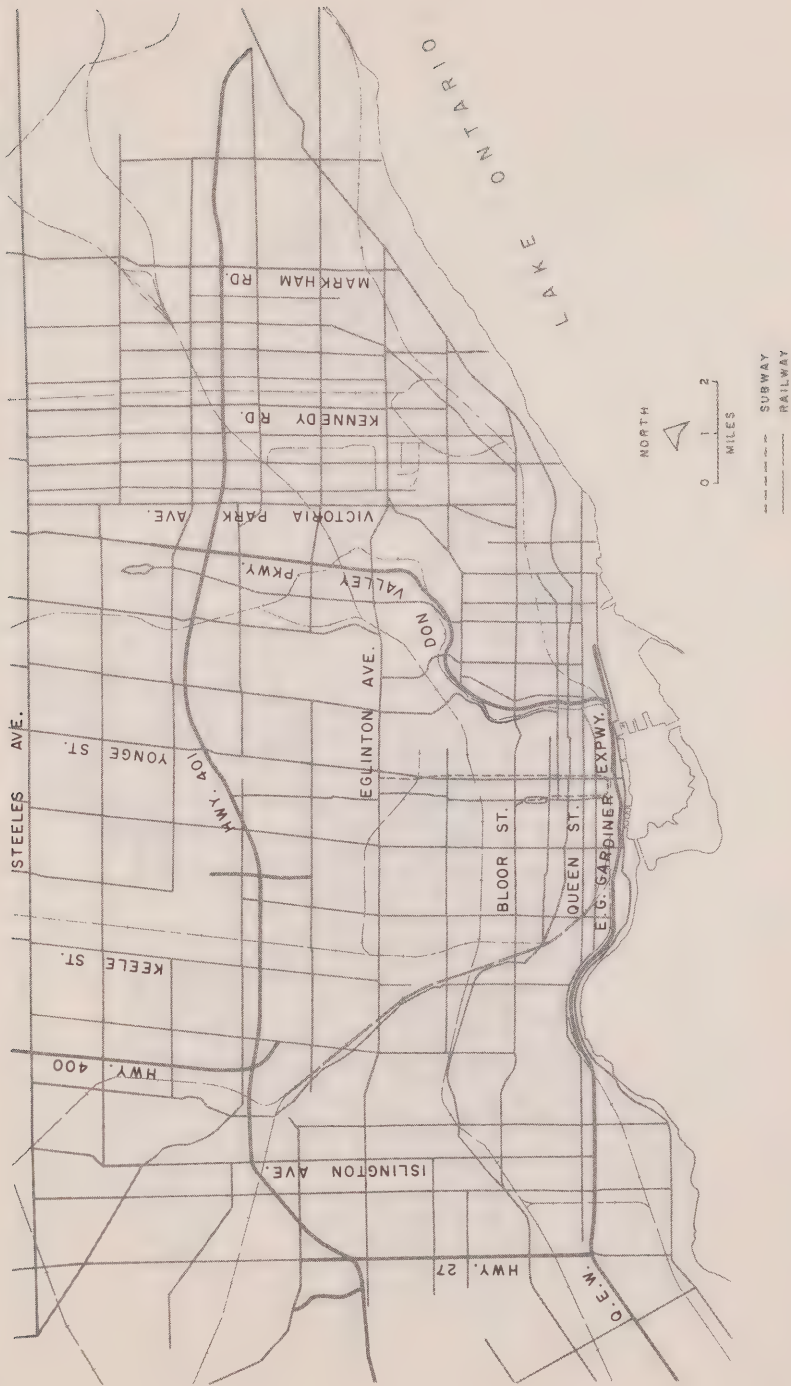 STEELES AVE.
HWY. 401
YONGE ST.
KEELE ST.
HWY. 400
ISLINGTON AVE.
HWY. 27
Q.E.W.
EGLINTON AVE.
BLOOR ST.
QUEEN ST.
E. G. GARDINER EXPWY.
DON VALLEY PKWY.
VICTORIA PARK AVE.
KENNEDY RD.
MARKHAM RD.
LAKE ONTARIO
NORTH
0 1 2
MILES
SUBWAY
RAILWAY